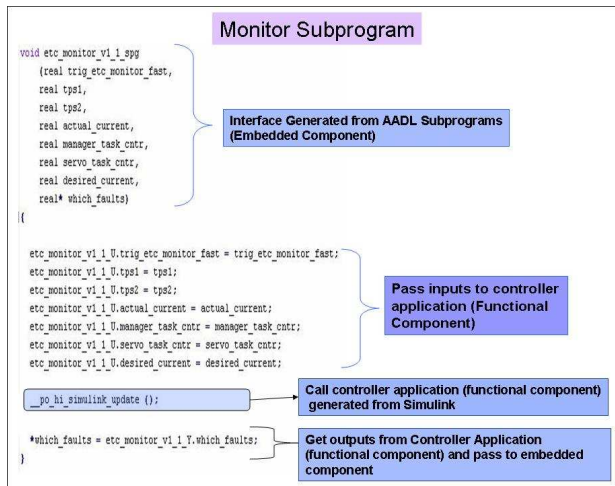 Monitor Subprogram
void etc_monitor_v1_1_spg
(real trig_etc_monitor_fast,
real tps1,
real tps2,
real actual_current,
real manager_task_cntr,
real servo_task_cntr,
real desired_current,
real* which_faults)
{
Interface Generated from AADL Subprograms
(Embedded Component)
etc_monitor_v1_1_U.trig_etc_monitor_fast = trig_etc_monitor_fast;
etc_monitor_v1_1_U.tps1 = tps1;
etc_monitor_v1_1_U.tps2 = tps2;
etc_monitor_v1_1_U.actual_current = actual_current;
etc_monitor_v1_1_U.manager_task_cntr = manager_task_cntr;
etc_monitor_v1_1_U.servo_task_cntr = servo_task_cntr;
etc_monitor_v1_1_U.desired_current = desired_current;
Pass inputs to controller
application (Functional
Component)
__po_hi_simulink_update ();
Call controller application (functional component)
generated from Simulink
*which_faults = etc_monitor_v1_1_Y.which_faults;
}
Get outputs from Controller Application
(functional component) and pass to embedded
component